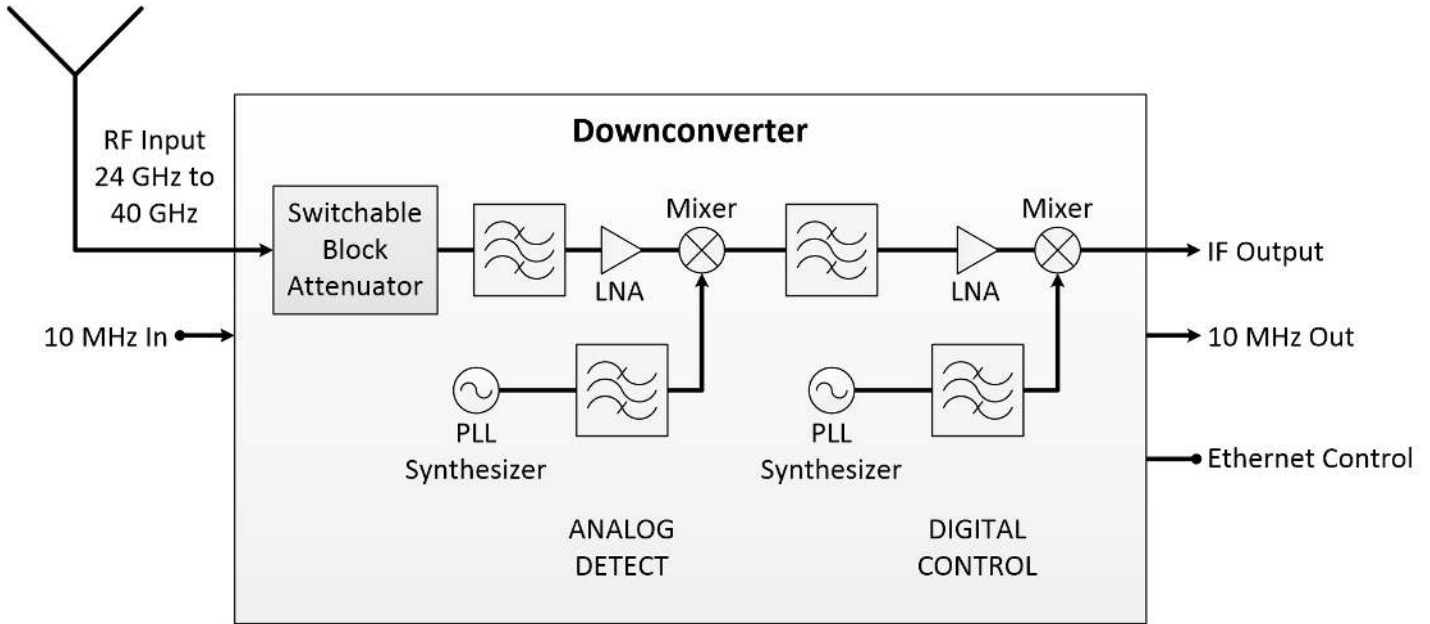 Downconverter
RF Input
24 GHz to
40 GHz
Switchable
Block
Attenuator
LNA
Mixer
LNA
Mixer
IF Output
10 MHz In
10 MHz Out
PLL
Synthesizer
PLL
Synthesizer
Ethernet Control
ANALOG
DETECT
DIGITAL
CONTROL